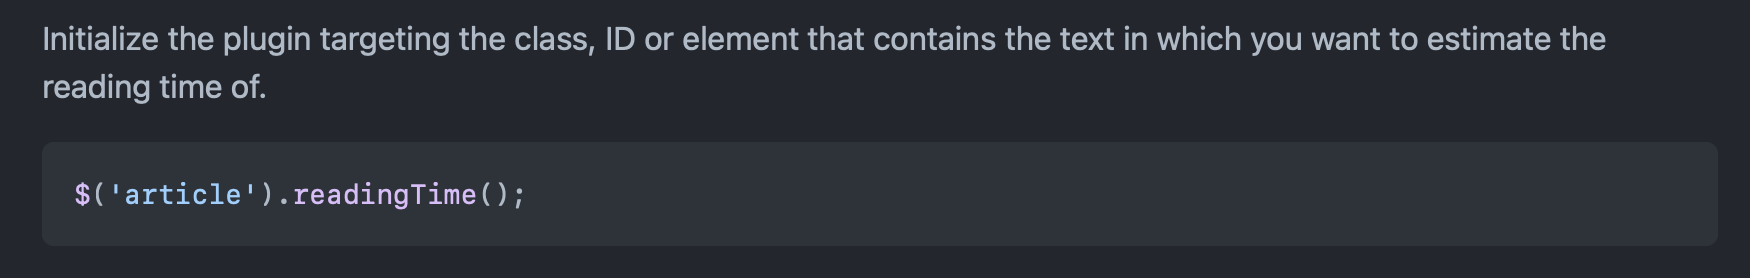 Initialize the plugin targeting the class, ID or element that contains the text in which you want to estimate the
reading time of.
$('article').readingTime();